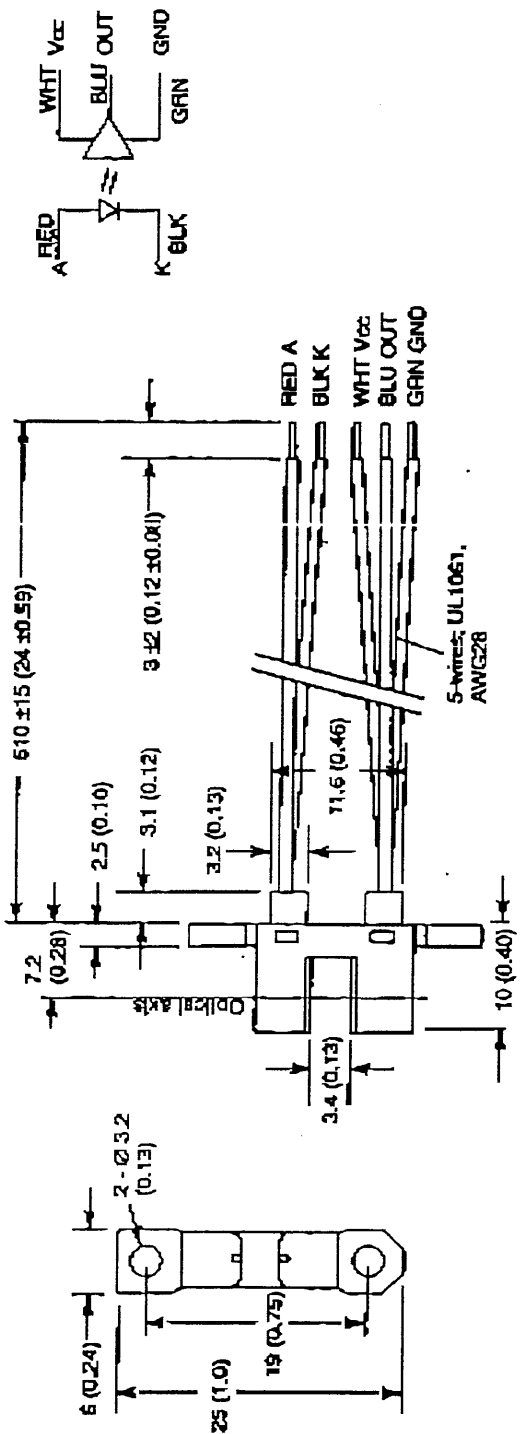 6 (0.24)
25 (1.0)
19 (0.75)
2 - Ø 3.2
(0.13)
7.2
(0.28)
2.5 (0.10)
610 ±15 (24 ±0.59)
3.1 (0.12)
3 ±2 (0.12 ±0.08)
Optical axis
3.2 (0.13)
11.6 (0.46)
3.4 (0.13)
10 (0.40)
5 wires, UL1061,
AWG28
RED A
BLK K
WHT Vcc
BLU OUT
GRN GND
A RED
K BLK
WHT Vcc
BLU OUT
GND
GRN